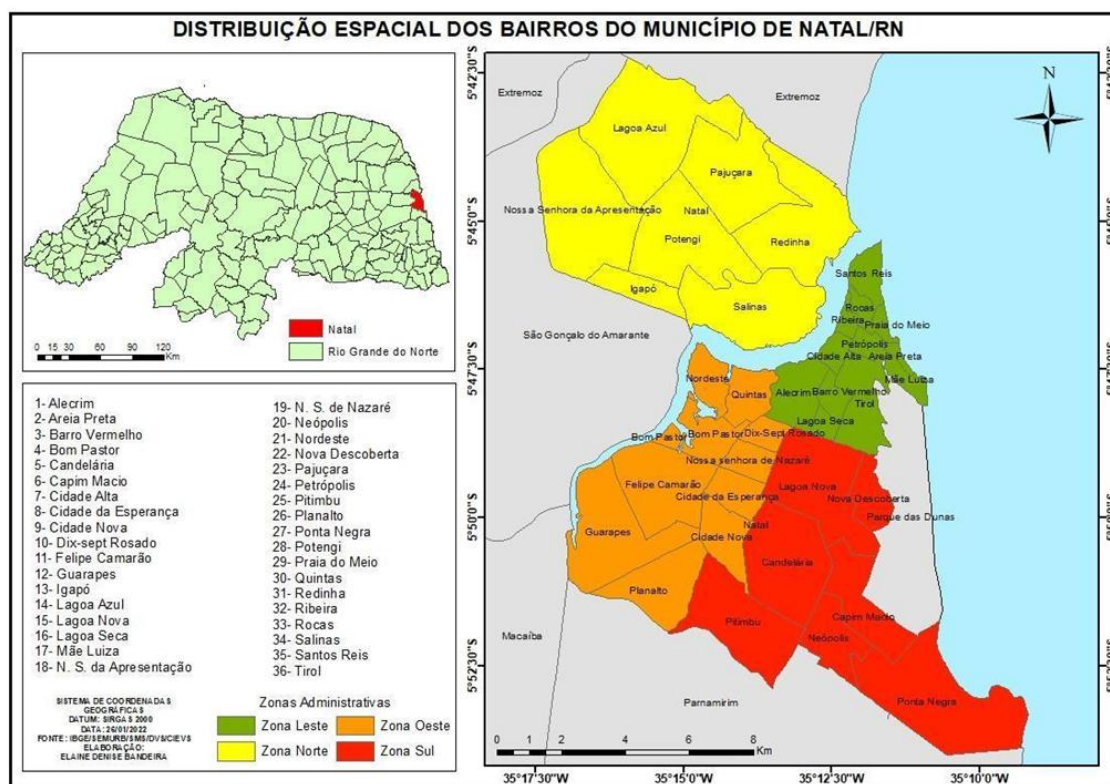 DISTRIBUIÇÃO ESPACIAL DOS BAIRROS DO MUNICÍPIO DE NATAL/RN
Natal
Rio Grande do Norte
0 15 30 60 90 120
Km
1- Alecrim
2- Areia Preta
3- Barro Vermelho
4- Bom Pastor
5- Candelária
6- Capim Macio
7- Cidade Alta
8- Cidade da Esperança
9- Cidade Nova
10- Dix-sept Rosado
11- Felipe Camarão
12- Guarapes
13- Igapó
14- Lagoa Azul
15- Lagoa Nova
16- Lagoa Seca
17- Mãe Luiza
18- N. S. da Apresentação
19- N. S. de Nazaré
20- Neópolis
21- Nordeste
22- Nova Descoberta
23- Pajuçara
24- Petrópolis
25- Pitimbu
26- Planalto
27- Ponta Negra
28- Potengi
29- Praia do Meio
30- Quintas
31- Redinha
32- Ribeira
33- Rocas
34- Salinas
35- Santos Reis
36- Tirol
SISTEMA DE COORDENADAS
GEOGRÁFICAS
DATUM: SIRGAS 2000
DATA: 26/01/2022
FONTE: IBGE/SEMURB/SMS/DVS/CIEVS
ELABORAÇÃO:
ELAINE DENISE BANDEIRA
Zonas Administrativas
Zona Leste
Zona Oeste
Zona Norte
Zona Sul
5°42'30"S
5°45'0"S
5°47'30"S
5°50'0"S
5°52'30"S
N
Extremoz
Extremoz
Lagoa Azul
Pajuçara
Nossa Senhora da Apresentação
Natal
Potengi
Redinha
Igapó
Salinas
Santos Reis
Rocas
Ribeira
Praia do Meio
São Gonçalo do Amarante
Petrópolis
Cidade Alta
Areia Preta
Nordeste
Mãe Luiza
Quintas
Alecrim
Barro Vermelho
Tirol
Lagoa Seca
Bom Pastor
Bom Pastor
Dix-Sept Rosado
Nossa senhora de Nazaré
Felipe Camarão
Lagoa Nova
Cidade da Esperança
Nova Descoberta
Parque das Dunas
Guarapes
Natal
Cidade Nova
Candelária
Planalto
Pitimbu
Capim Macio
Macaíba
Neópolis
Ponta Negra
Parnamirim
0 1 2 4 6 8
Km
35°17'30"W
35°15'0"W
35°12'30"W
35°10'0"W